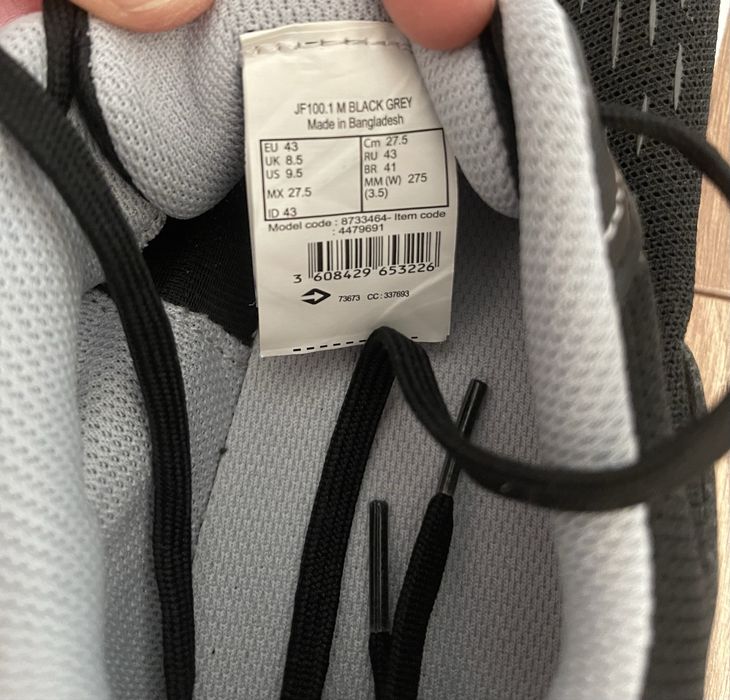 JF100.1 M BLACK GREY
Made in Bangladesh
EU 43
UK 8.5
US 9.5
MX 27.5
ID 43
Cm 27.5
RU 43
BR 41
MM (W) 275
(3.5)
Model code : 8733464- Item code
: 4479691
3 608429 653226
73673 CC : 337693